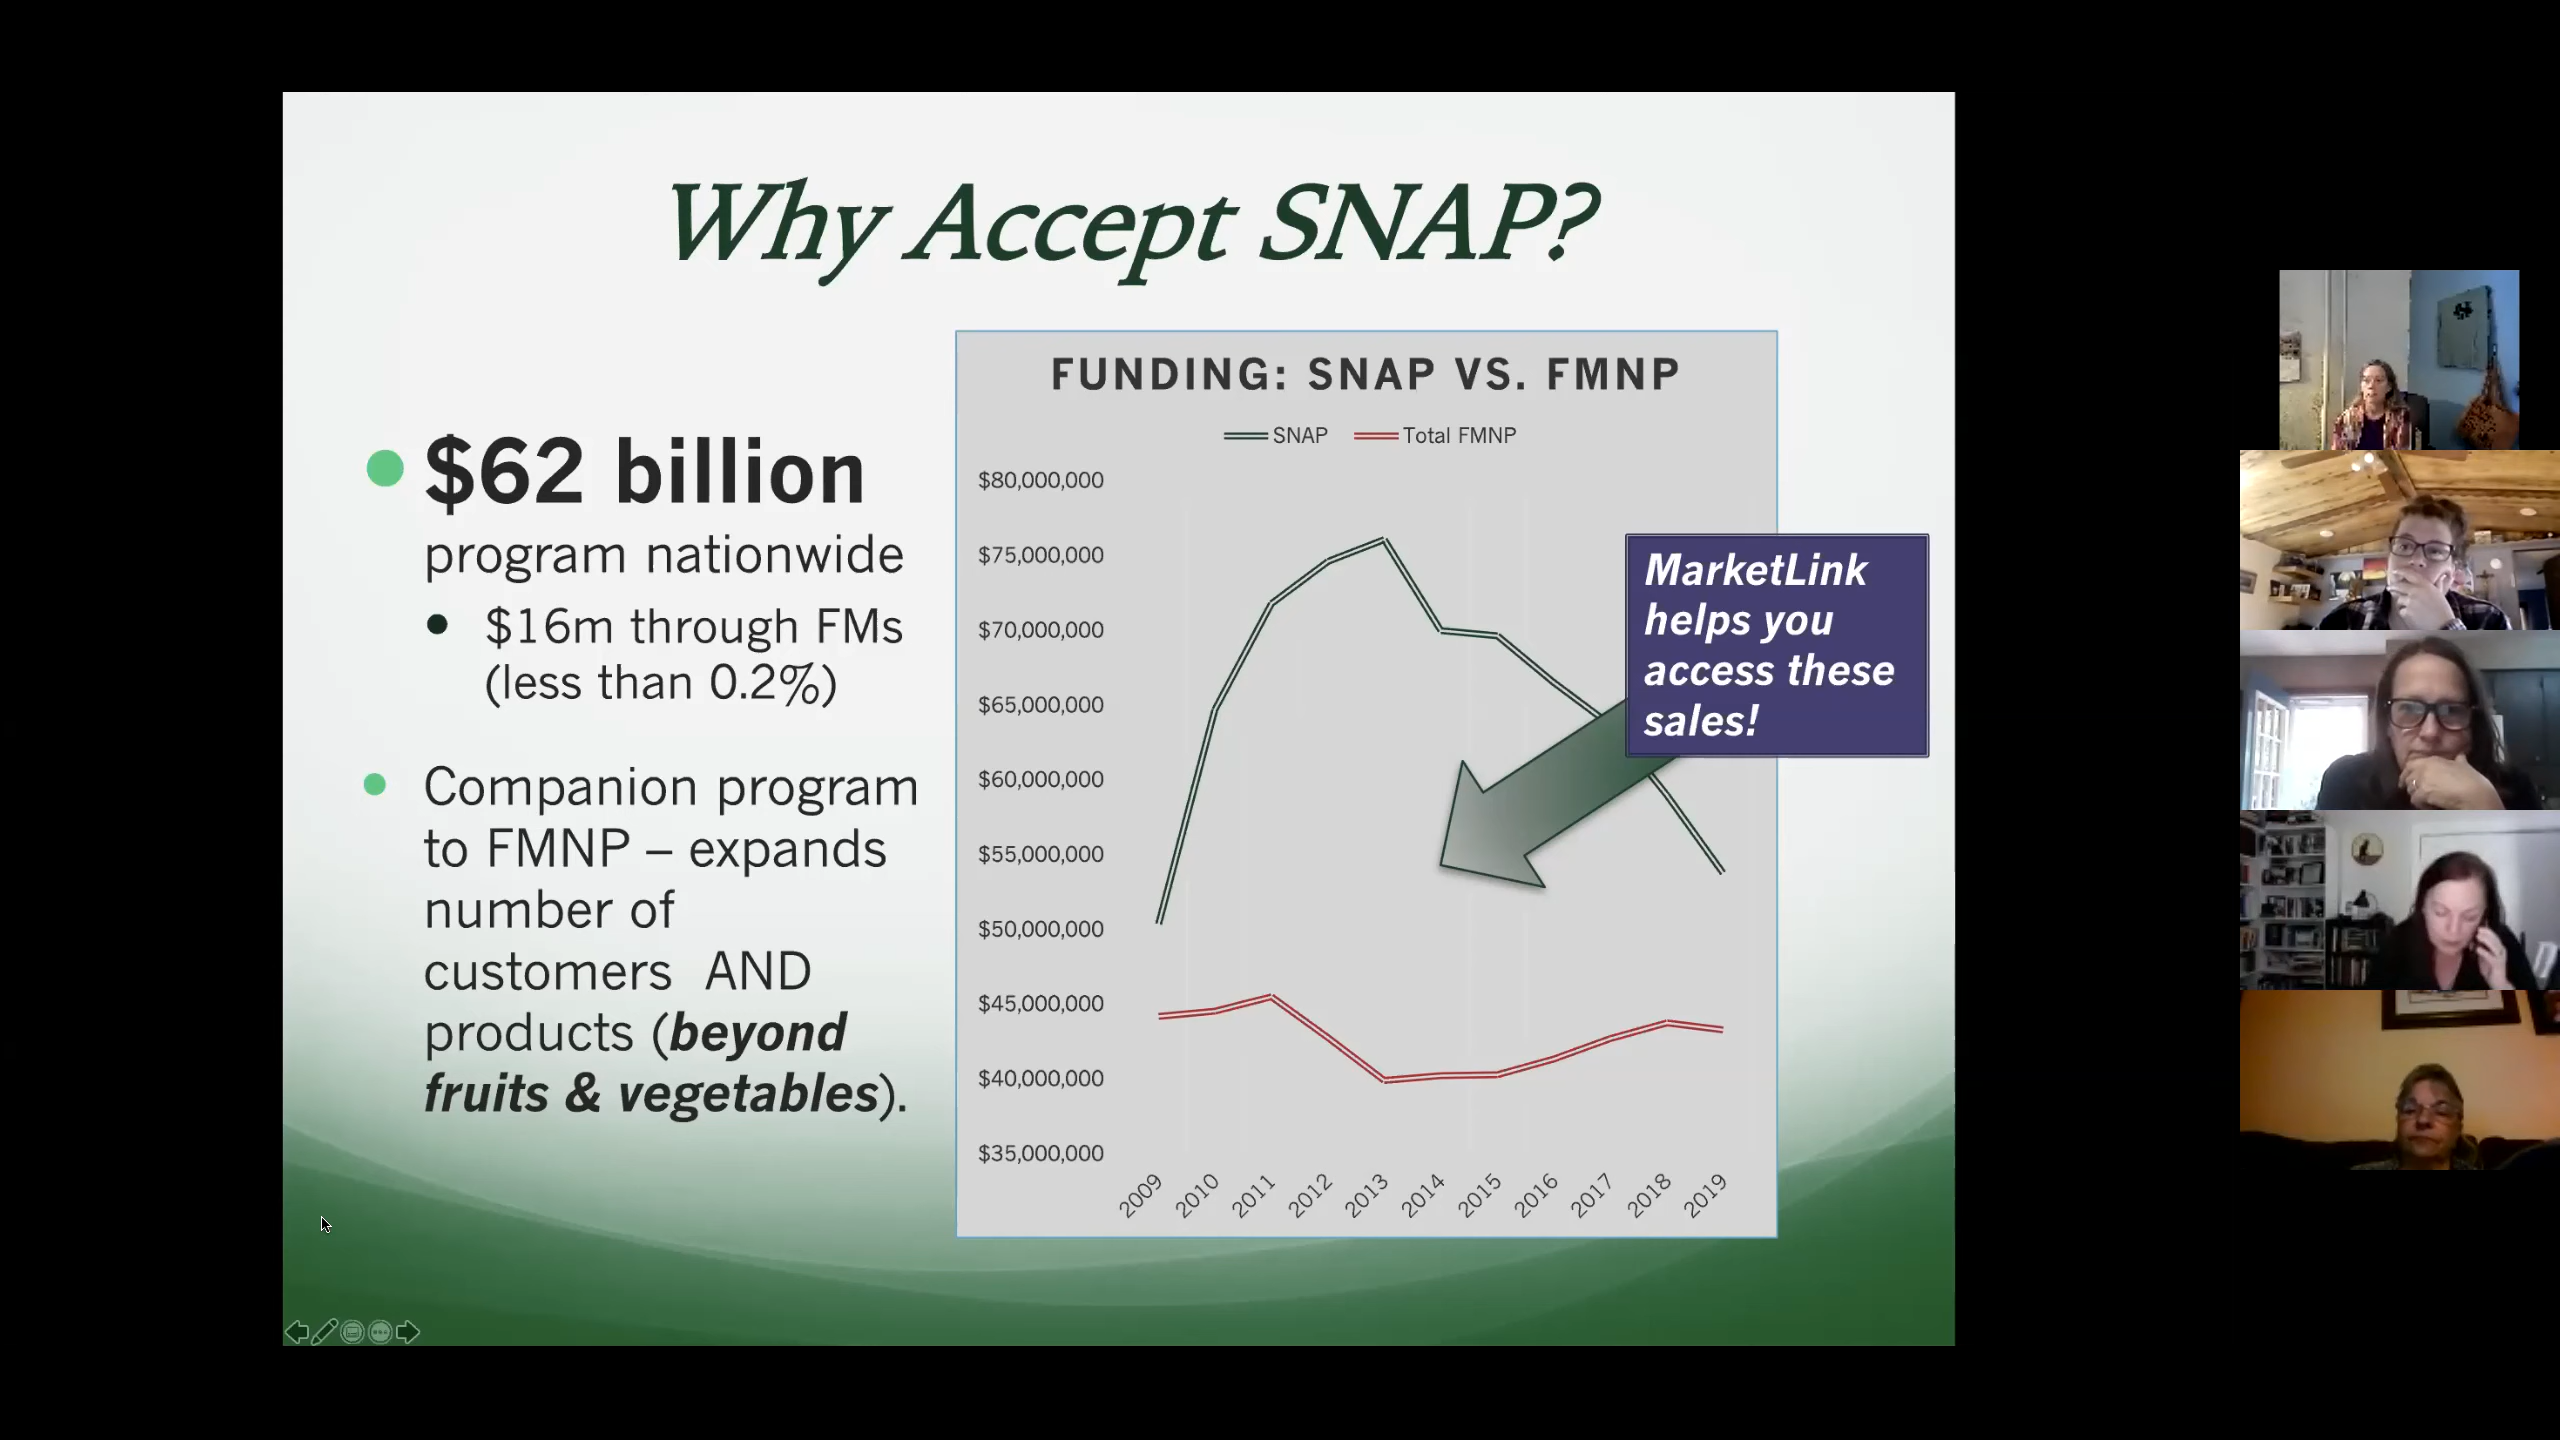 Why Accept SNAP?
$62 billion
program nationwide
$16m through FMs
(less than 0.2%)
Companion program
to FMNP – expands
number of
customers AND
products (beyond
fruits & vegetables).
FUNDING: SNAP VS. FMNP
SNAP Total FMNP
$80,000,000
$75,000,000
$70,000,000
$65,000,000
$60,000,000
$55,000,000
$50,000,000
$45,000,000
$40,000,000
$35,000,000
2009 2010 2011 2012 2013 2014 2015 2016 2017 2018 2019
MarketLink
helps you
access these
sales!